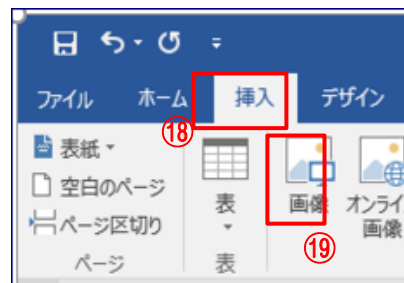 ファイル ホーム 挿入 デザイン
⑱
表紙
空白のページ
ページ区切り
ページ
表
表
画像
オンライ
画像
⑲